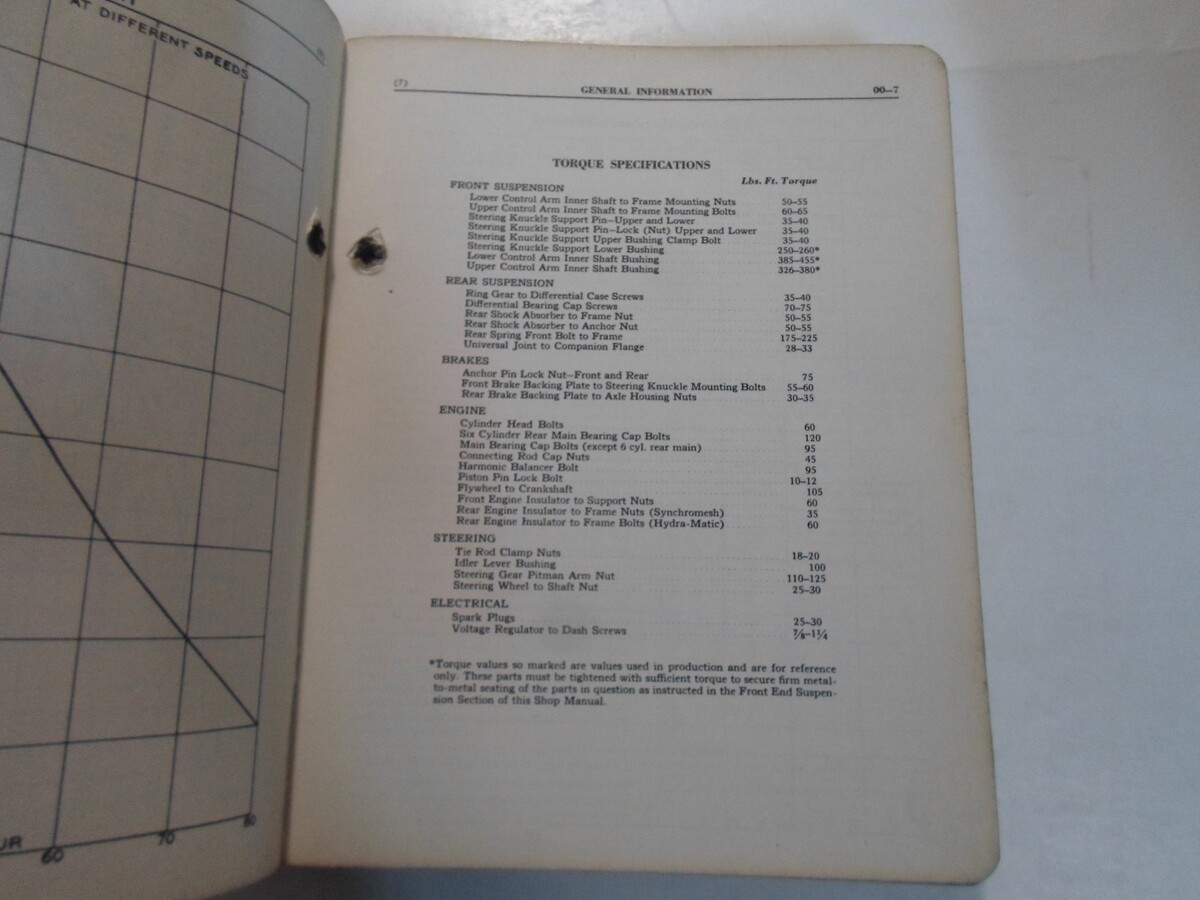 AT DIFFERENT SPEEDS
60 70 80
(7) GENERAL INFORMATION 00–7
TORQUE SPECIFICATIONS
Lbs. Ft. Torque
FRONT SUSPENSION
Lower Control Arm Inner Shaft to Frame Mounting Nuts 50–55
Upper Control Arm Inner Shaft to Frame Mounting Bolts 60–65
Steering Knuckle Support Pin–Upper and Lower 35–40
Steering Knuckle Support Pin–Lock (Nut) Upper and Lower 35–40
Steering Knuckle Support Upper Bushing Clamp Bolt 35–40
Steering Knuckle Support Lower Bushing 250–260*
Lower Control Arm Inner Shaft Bushing 385–455*
Upper Control Arm Inner Shaft Bushing 326–380*
REAR SUSPENSION
Ring Gear to Differential Case Screws 35–40
Differential Bearing Cap Screws 70–75
Rear Shock Absorber to Frame Nut 50–55
Rear Shock Absorber to Anchor Nut 50–55
Rear Spring Front Bolt to Frame 175–225
Universal Joint to Companion Flange 28–33
BRAKES
Anchor Pin Lock Nut–Front and Rear 75
Front Brake Backing Plate to Steering Knuckle Mounting Bolts 55–60
Rear Brake Backing Plate to Axle Housing Nuts 30–35
ENGINE
Cylinder Head Bolts 60
Six Cylinder Rear Main Bearing Cap Bolts 120
Main Bearing Cap Bolts (except 6 cyl. rear main) 95
Connecting Rod Cap Nuts 45
Harmonic Balancer Bolt 95
Piston Pin Lock Bolt 10–12
Flywheel to Crankshaft 105
Front Engine Insulator to Support Nuts 60
Rear Engine Insulator to Frame Nuts (Synchromesh) 35
Rear Engine Insulator to Frame Bolts (Hydra-Matic) 60
STEERING
Tie Rod Clamp Nuts 18–20
Idler Lever Bushing 100
Steering Gear Pitman Arm Nut 110–125
Steering Wheel to Shaft Nut 25–30
ELECTRICAL
Spark Plugs 25–30
Voltage Regulator to Dash Screws 7/8–1 1/4
*Torque values so marked are values used in production and are for reference
only. These parts must be tightened with sufficient torque to secure firm metal-
to-metal seating of the parts in question as instructed in the Front End Suspen-
sion Section of this Shop Manual.